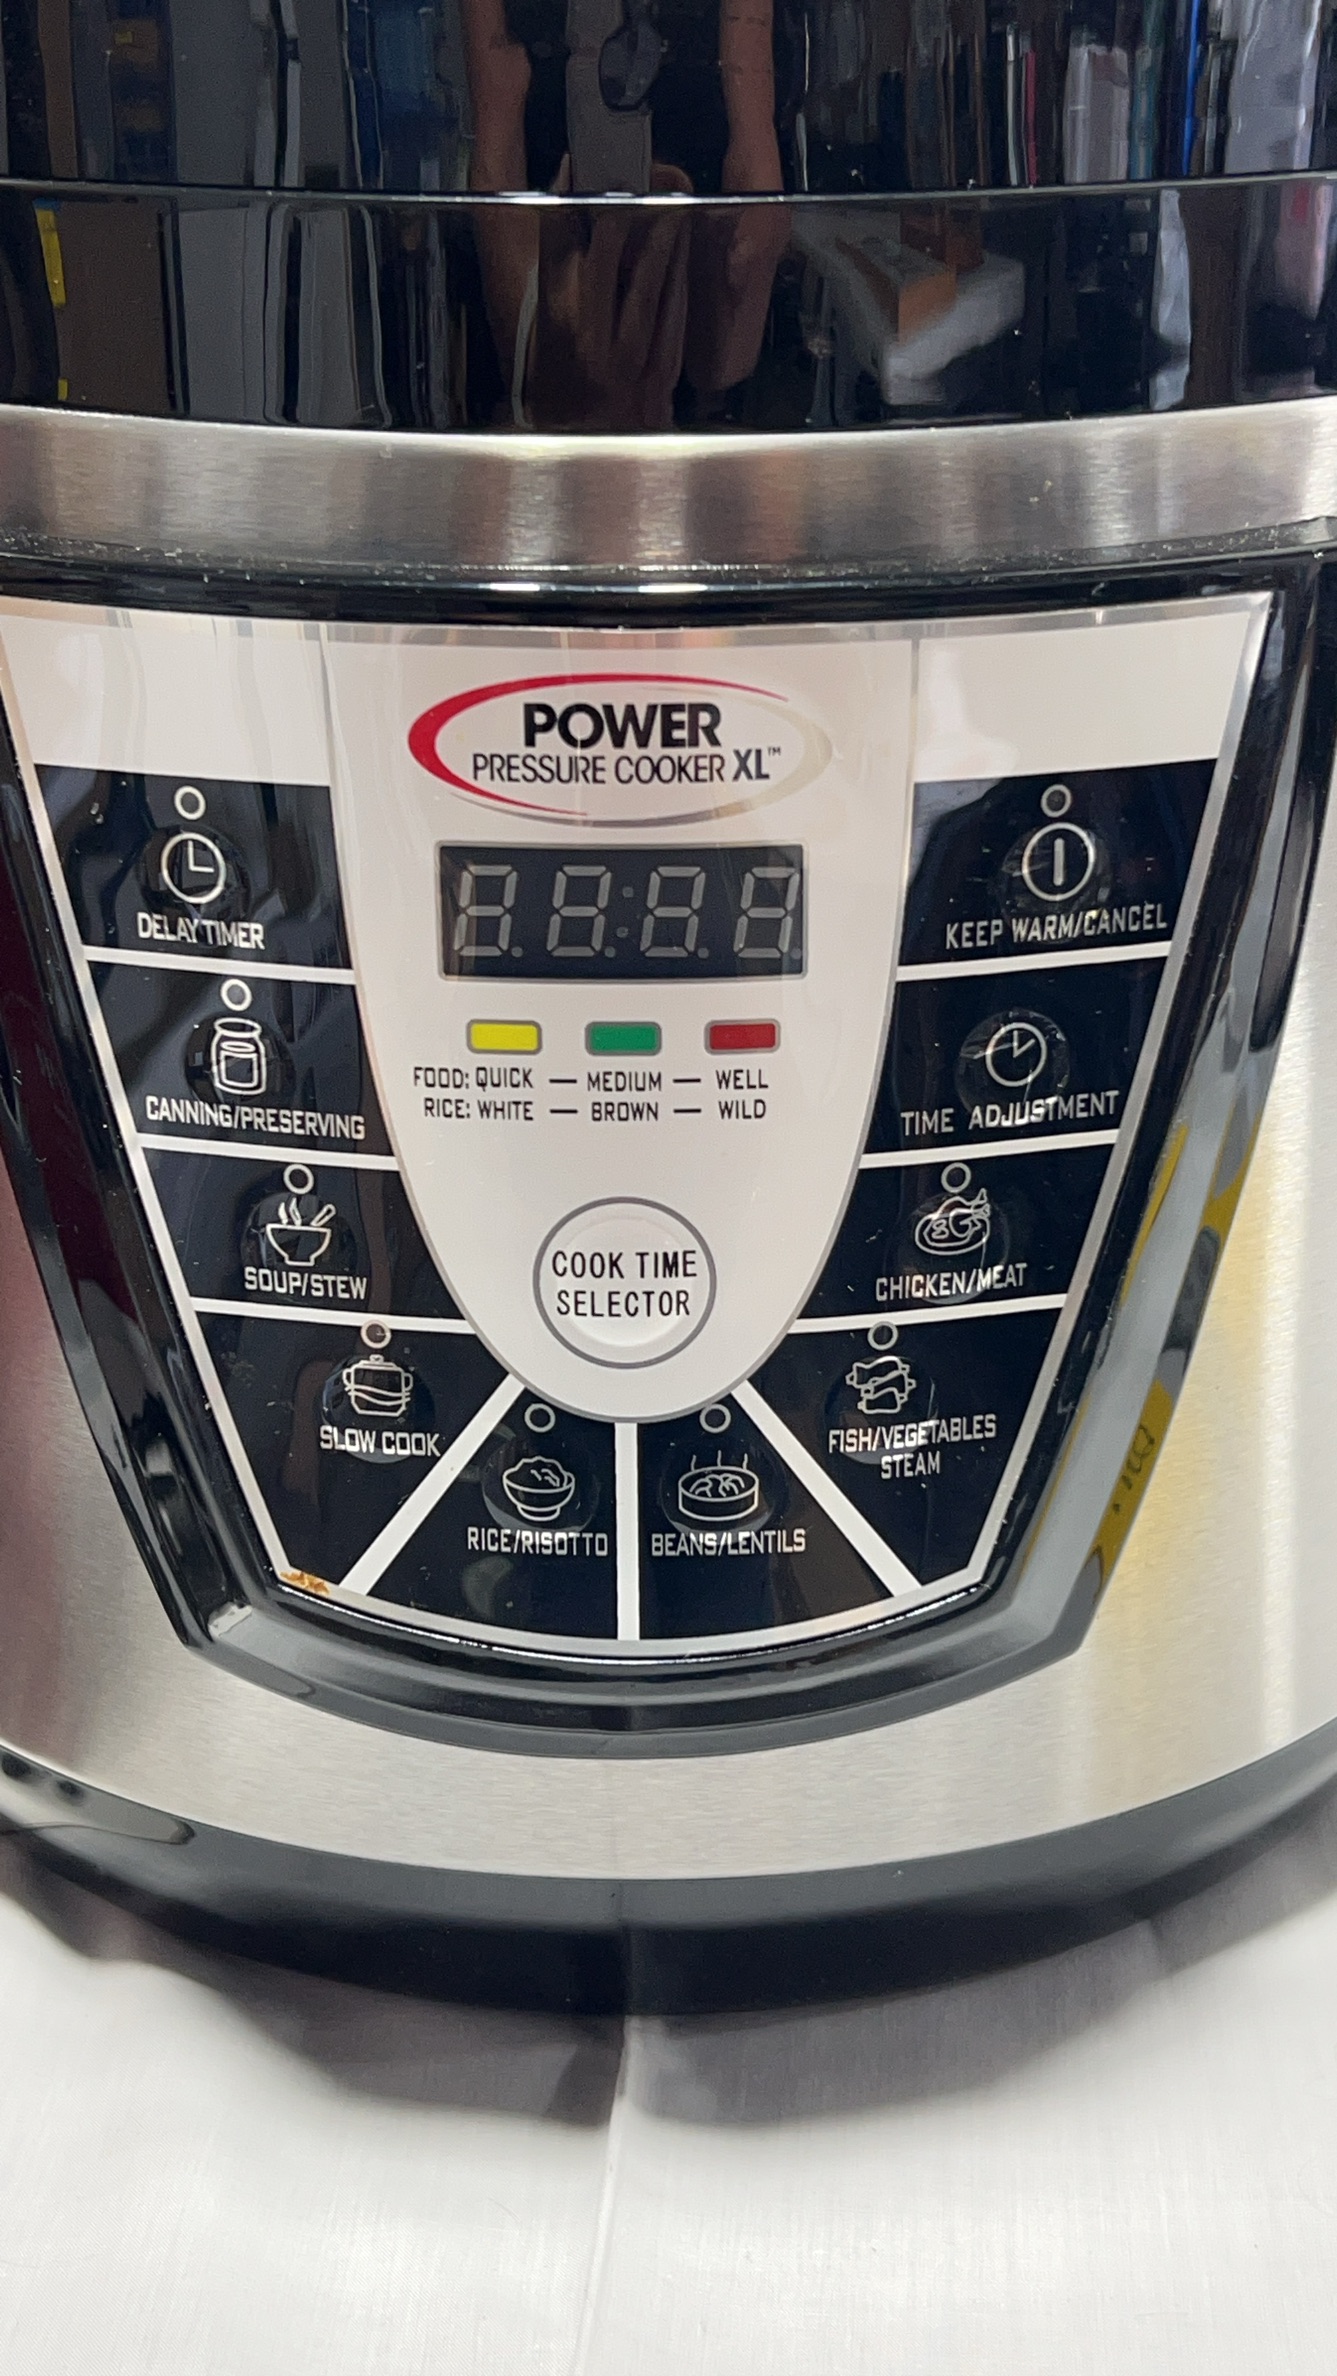 POWER
PRESSURE COOKER XL™
DELAY TIMER
KEEP WARM/CANCEL
CANNING/PRESERVING
TIME ADJUSTMENT
FOOD: QUICK — MEDIUM — WELL
RICE: WHITE — BROWN — WILD
SOUP/STEW
COOK TIME
SELECTOR
CHICKEN/MEAT
SLOW COOK
FISH/VEGETABLES
STEAM
RICE/RISOTTO
BEANS/LENTILS